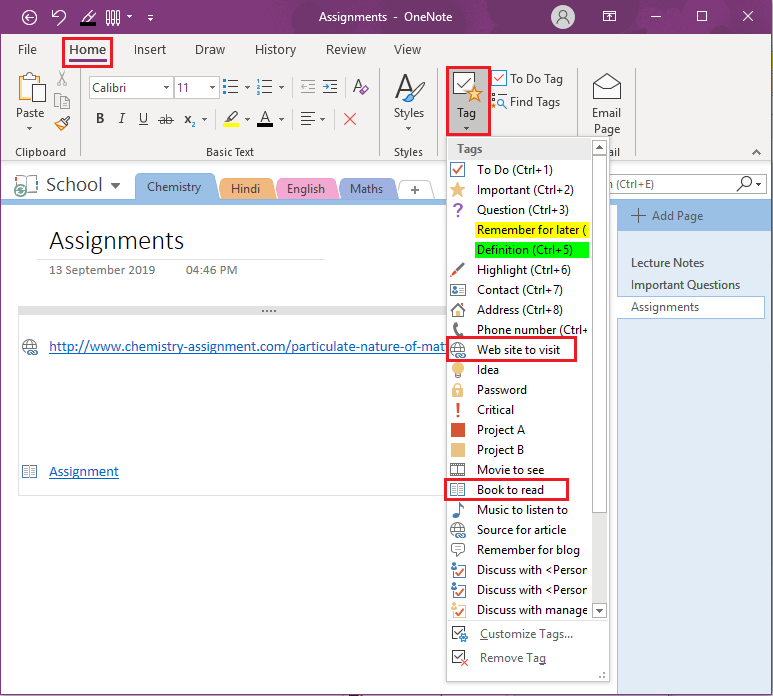 Assignments - OneNote
File Home Insert Draw History Review View
Paste
Clipboard
Calibri 11
B I U ab x₂ A
Basic Text
Styles
Styles
Tag
To Do Tag
Find Tags
Email
Page
ail
School
Chemistry Hindi English Maths +
(Ctrl+E)
Tags
To Do (Ctrl+1)
Important (Ctrl+2)
Question (Ctrl+3)
Remember for later (
Definition (Ctrl+5)
Highlight (Ctrl+6)
Contact (Ctrl+7)
Address (Ctrl+8)
Phone number (Ctrl+
Web site to visit
Idea
Password
Critical
Project A
Project B
Movie to see
Book to read
Music to listen to
Source for article
Remember for blog
Discuss with <Person
Discuss with <Person
Discuss with manage
Customize Tags...
Remove Tag
Assignments
13 September 2019 04:46 PM
http://www.chemistry-assignment.com/particulate-nature-of-mat
Assignment
Add Page
Lecture Notes
Important Questions
Assignments